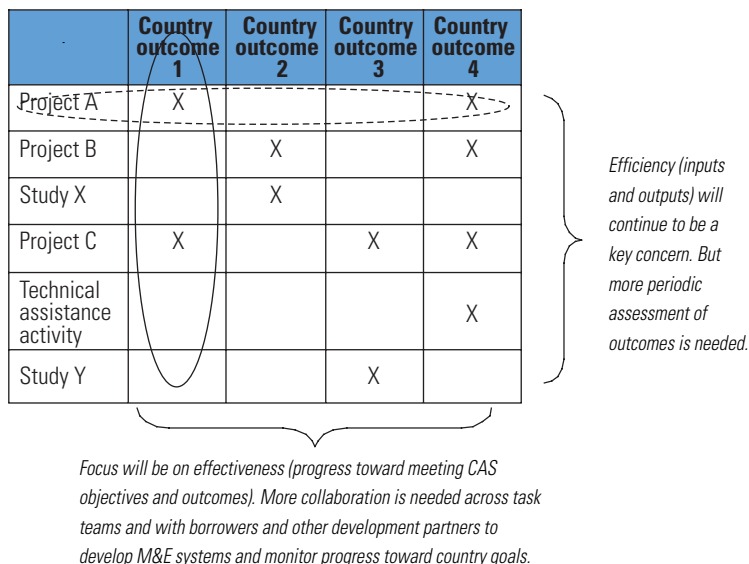 Country outcome 1
Country outcome 2
Country outcome 3
Country outcome 4
Project A X X
Project B X X
Study X X
Project C X X X
Technical
assistance
activity X
Study Y X
Efficiency (inputs
and outputs) will
continue to be a
key concern. But
more periodic
assessment of
outcomes is needed.
Focus will be on effectiveness (progress toward meeting CAS
objectives and outcomes). More collaboration is needed across task
teams and with borrowers and other development partners to
develop M&E systems and monitor progress toward country goals.